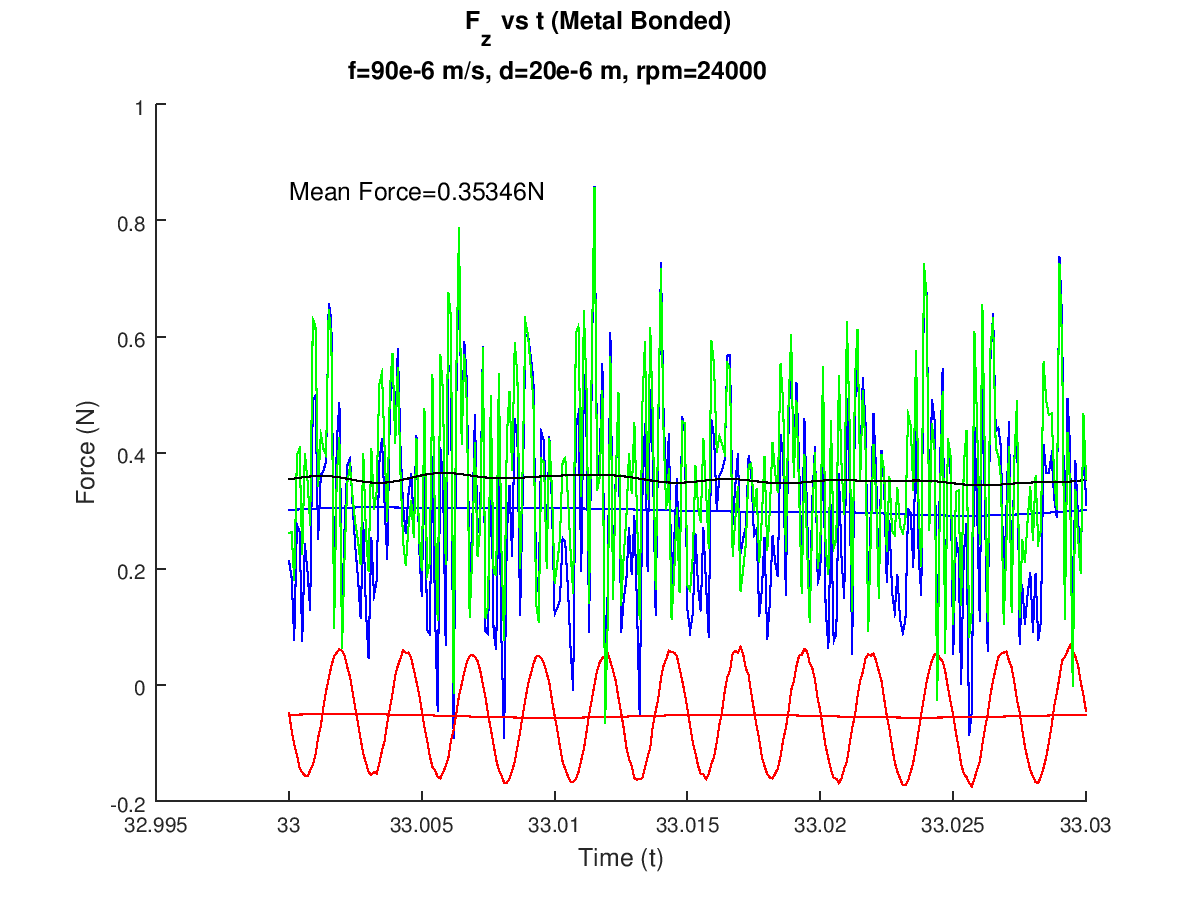 F_z vs t (Metal Bonded)
f=90e-6 m/s, d=20e-6 m, rpm=24000
1
Mean Force=0.35346N
0.8
0.6
Force (N)
0.4
0.2
0
-0.2
32.995 33 33.005 33.01 33.015 33.02 33.025 33.03
Time (t)